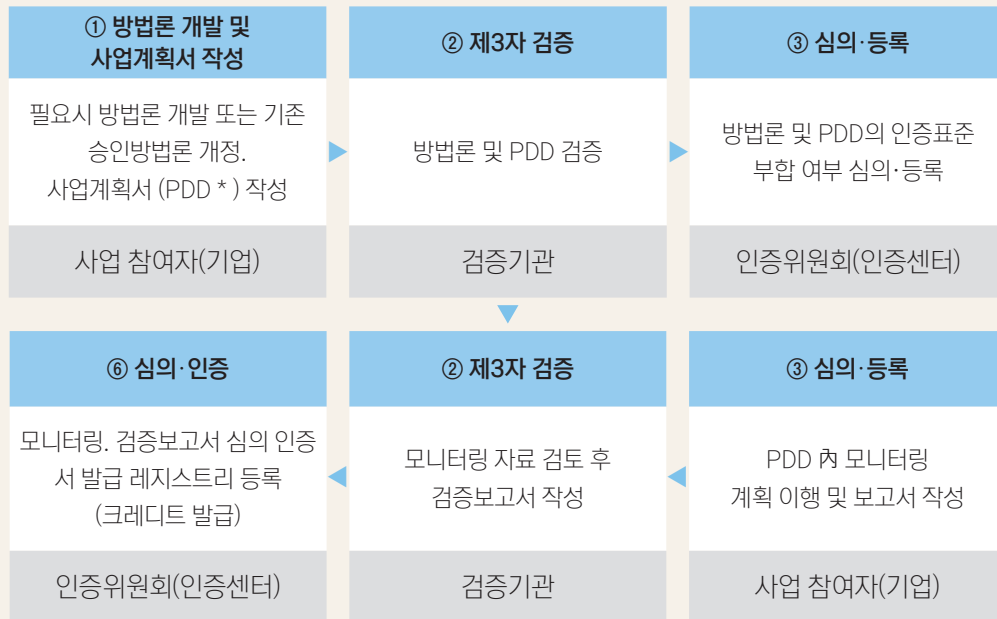 ① 방법론 개발 및
사업계획서 작성
필요시 방법론 개발 또는 기존
승인방법론 개정.
사업계획서 (PDD * ) 작성
사업 참여자(기업)
② 제3자 검증
방법론 및 PDD 검증
검증기관
③ 심의·등록
방법론 및 PDD의 인증표준
부합 여부 심의·등록
인증위원회(인증센터)
③ 심의·등록
PDD 內 모니터링
계획 이행 및 보고서 작성
사업 참여자(기업)
② 제3자 검증
모니터링 자료 검토 후
검증보고서 작성
검증기관
⑥ 심의·인증
모니터링. 검증보고서 심의 인증
서 발급 레지스트리 등록
(크레디트 발급)
인증위원회(인증센터)